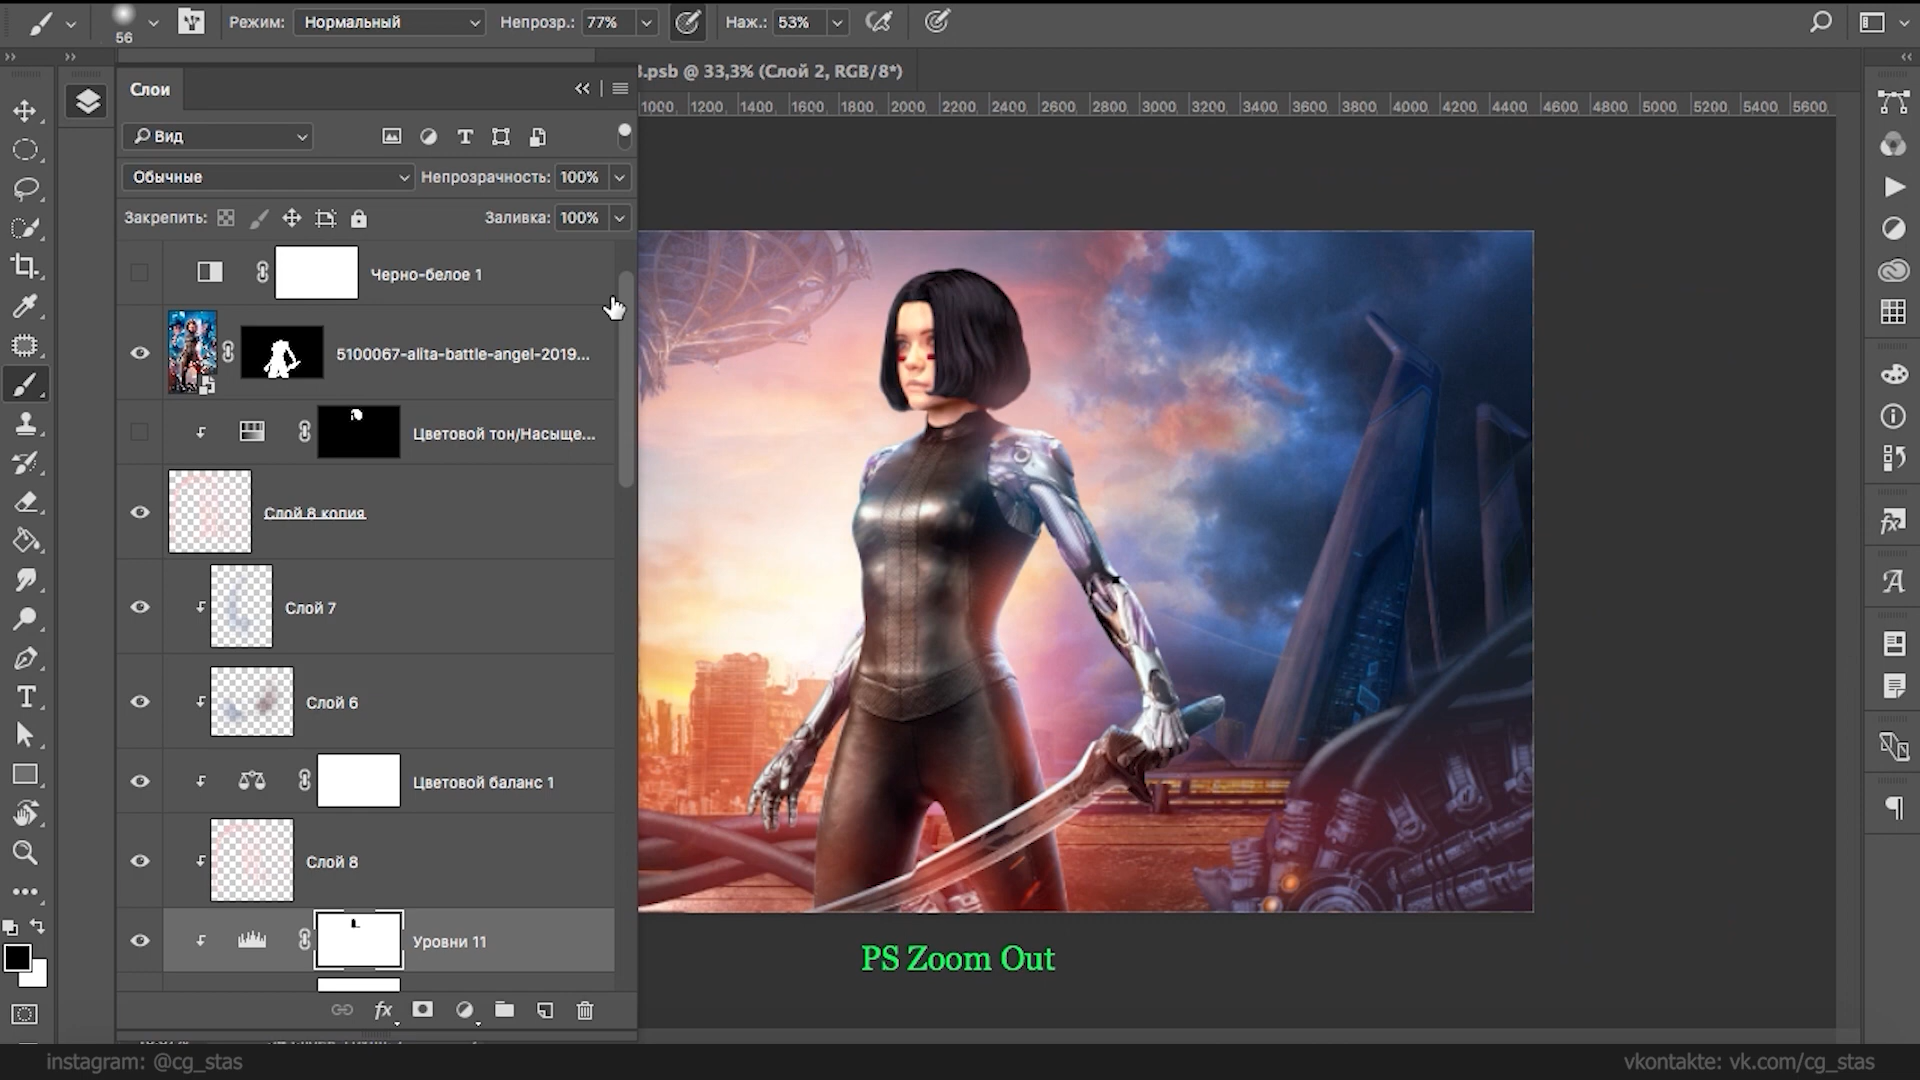 56
Режим: Нормальный Непрозр.: 77% Наж.: 53%
3.psb @ 33,3% (Слой 2, RGB/8*)
1000 1200 1400 1600 1800 2000 2200 2400 2600 2800 3000 3200 3400 3600 3800 4000 4200 4400 4600 4800 5000 5200 5400 5600
Слои
Вид
Обычные Непрозрачность: 100%
Закрепить: Заливка: 100%
Черно-белое 1
5100067-alita-battle-angel-2019...
Цветовой тон/Насыще...
Слой 8 копия
Слой 7
Слой 6
Цветовой баланс 1
Слой 8
Уровни 11
fx
PS Zoom Out
instagram: @cg_stas
vkontakte: vk.com/cg_stas